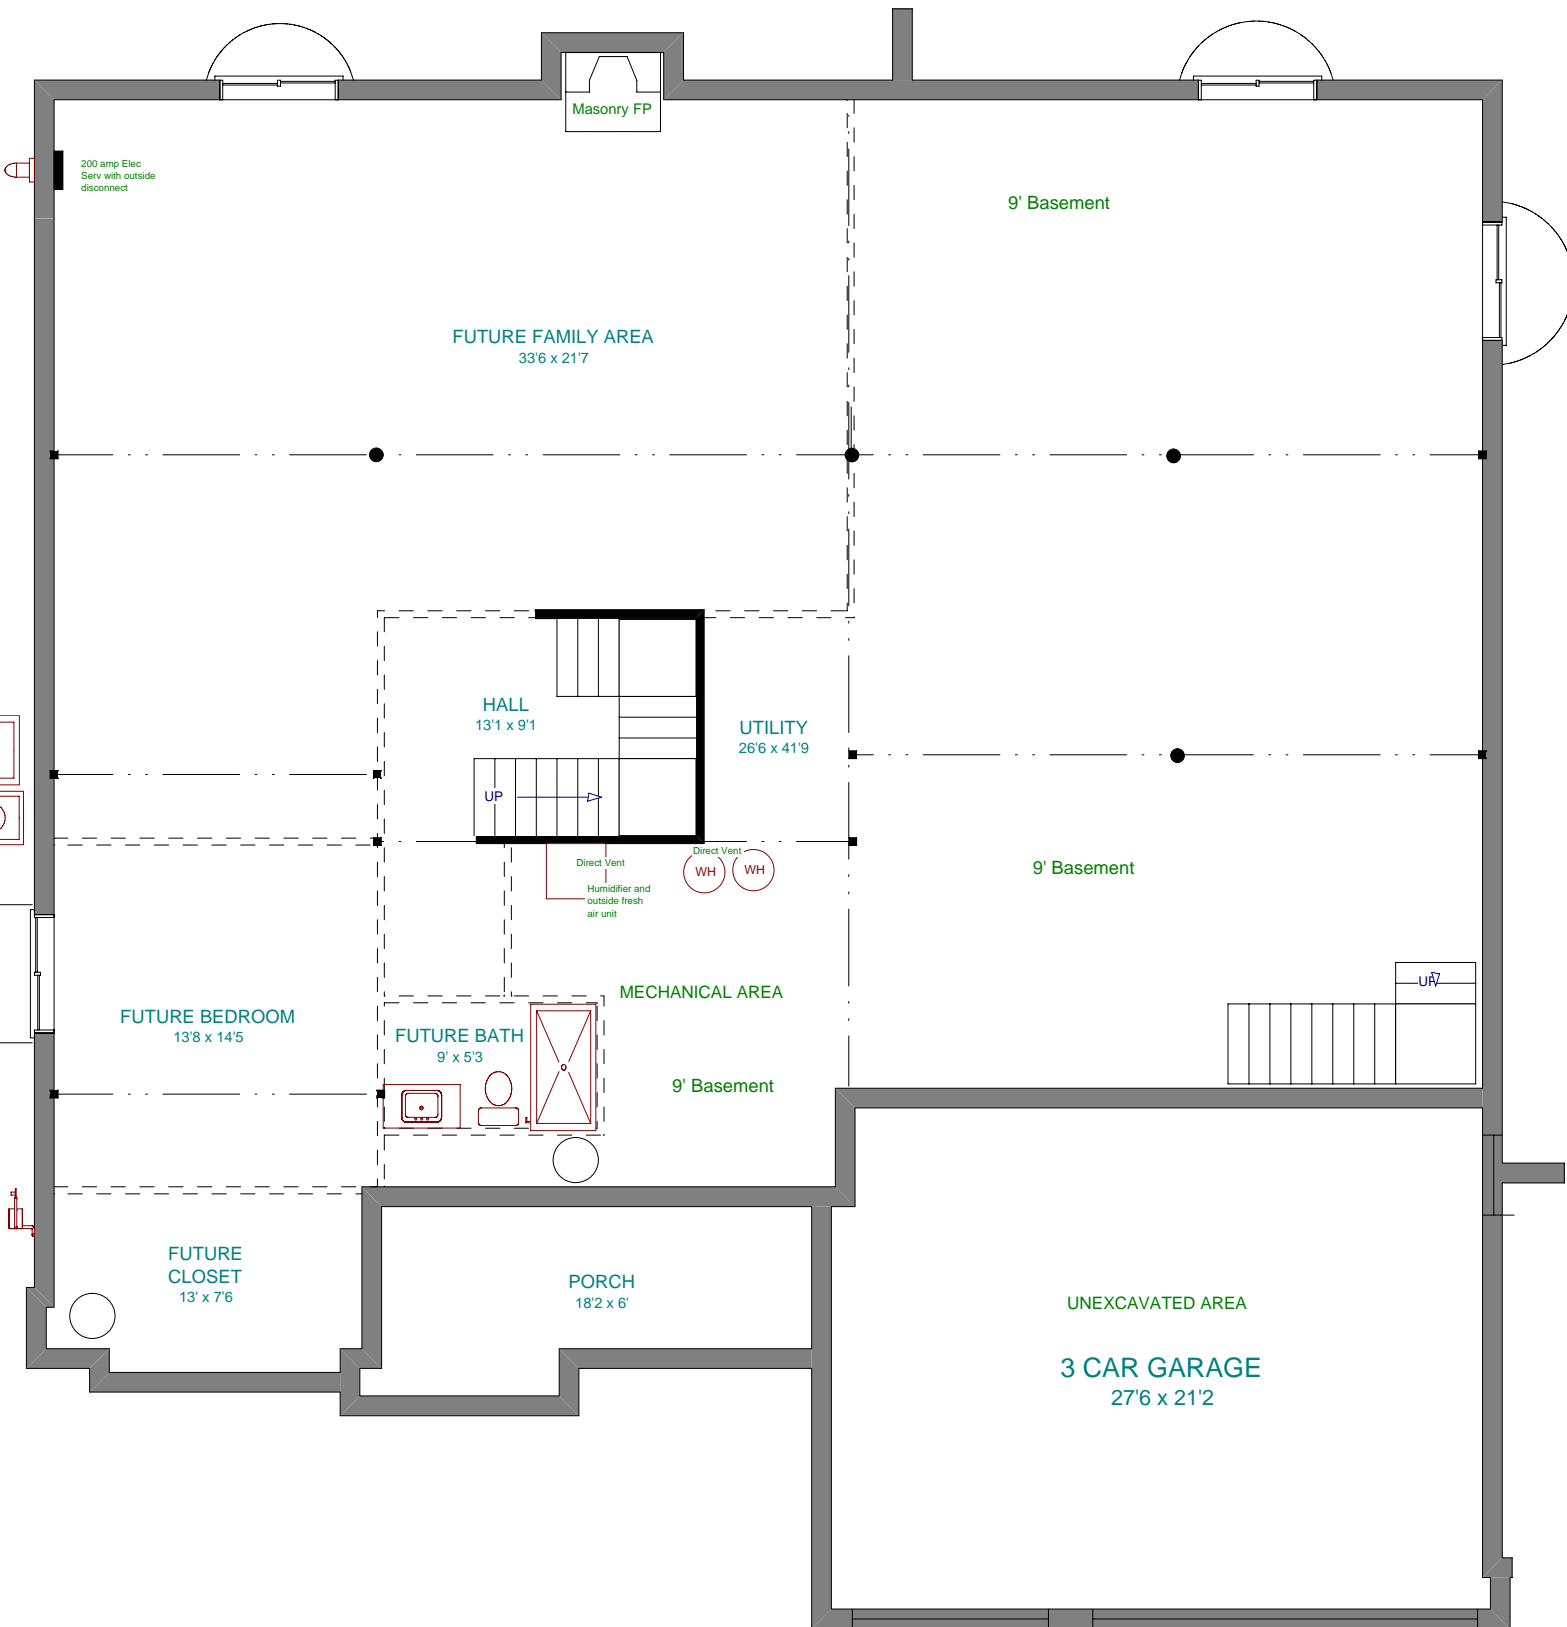 Masonry FP
200 amp Elec
Serv with outside
disconnect
9' Basement
FUTURE FAMILY AREA
33'6 x 21'7
HALL
13'1 x 9'1
UTILITY
26'6 x 41'9
UP
Direct Vent
Direct Vent
WH
WH
Humidifier and
outside fresh
air unit
9' Basement
MECHANICAL AREA
UP
FUTURE BEDROOM
13'8 x 14'5
FUTURE BATH
9' x 5'3
9' Basement
FUTURE
CLOSET
13' x 7'6
PORCH
18'2 x 6'
UNEXCAVATED AREA
3 CAR GARAGE
27'6 x 21'2